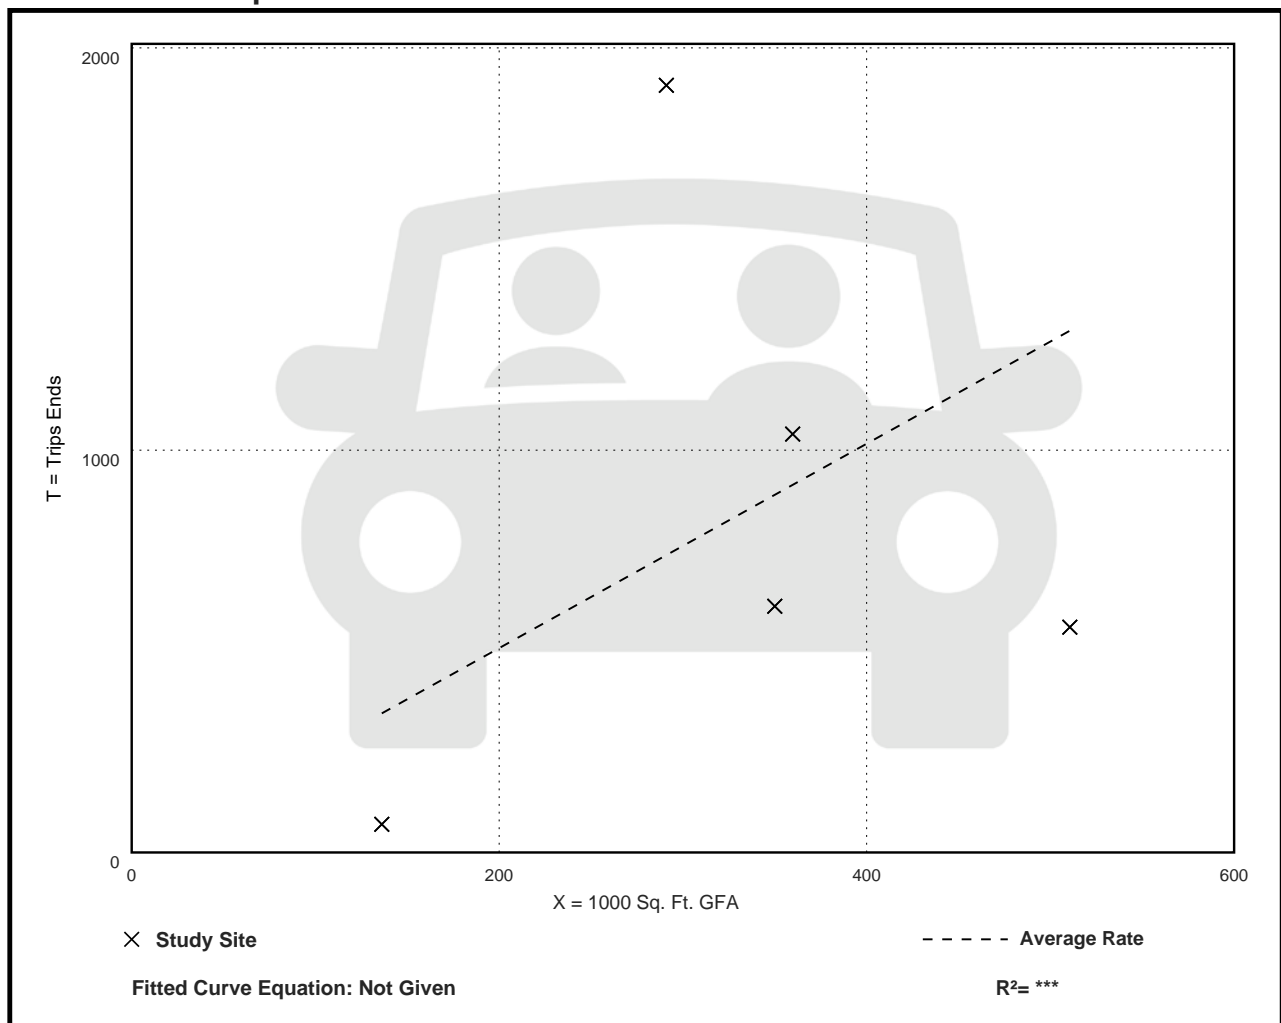 2000
1000
0
T = Trips Ends
0 200 400 600
X = 1000 Sq. Ft. GFA
Study Site
Average Rate
Fitted Curve Equation: Not Given
R²= ***